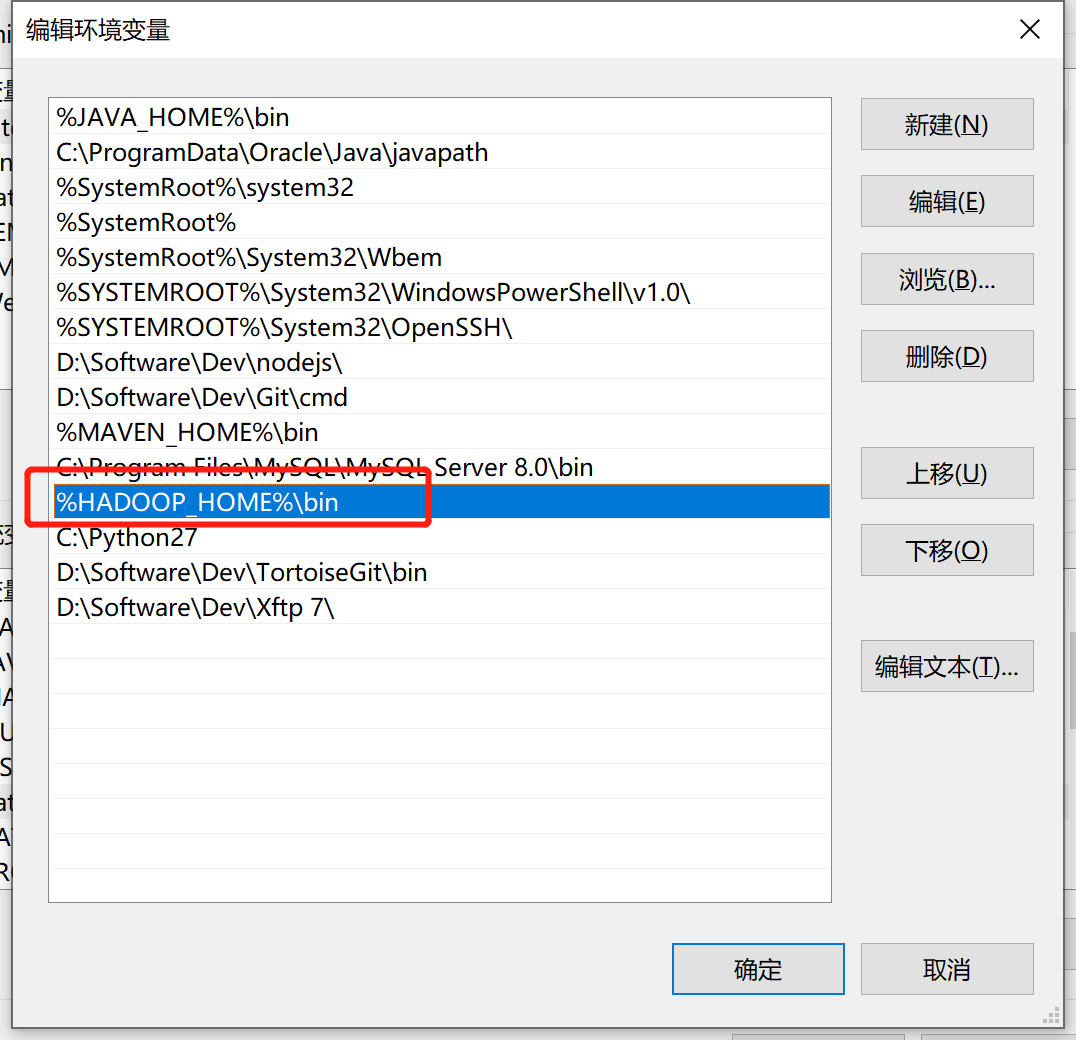 编辑环境变量
%JAVA_HOME%\bin
C:\ProgramData\Oracle\Java\javapath
%SystemRoot%\system32
%SystemRoot%
%SystemRoot%\System32\Wbem
%SYSTEMROOT%\System32\WindowsPowerShell\v1.0\
%SYSTEMROOT%\System32\OpenSSH\
D:\Software\Dev\nodejs\
D:\Software\Dev\Git\cmd
%MAVEN_HOME%\bin
C:\Program Files\MySQL\MySQL Server 8.0\bin
%HADOOP_HOME%\bin
C:\Python27
D:\Software\Dev\TortoiseGit\bin
D:\Software\Dev\Xftp 7\
新建(N)
编辑(E)
浏览(B)...
删除(D)
上移(U)
下移(O)
编辑文本(T)...
确定
取消